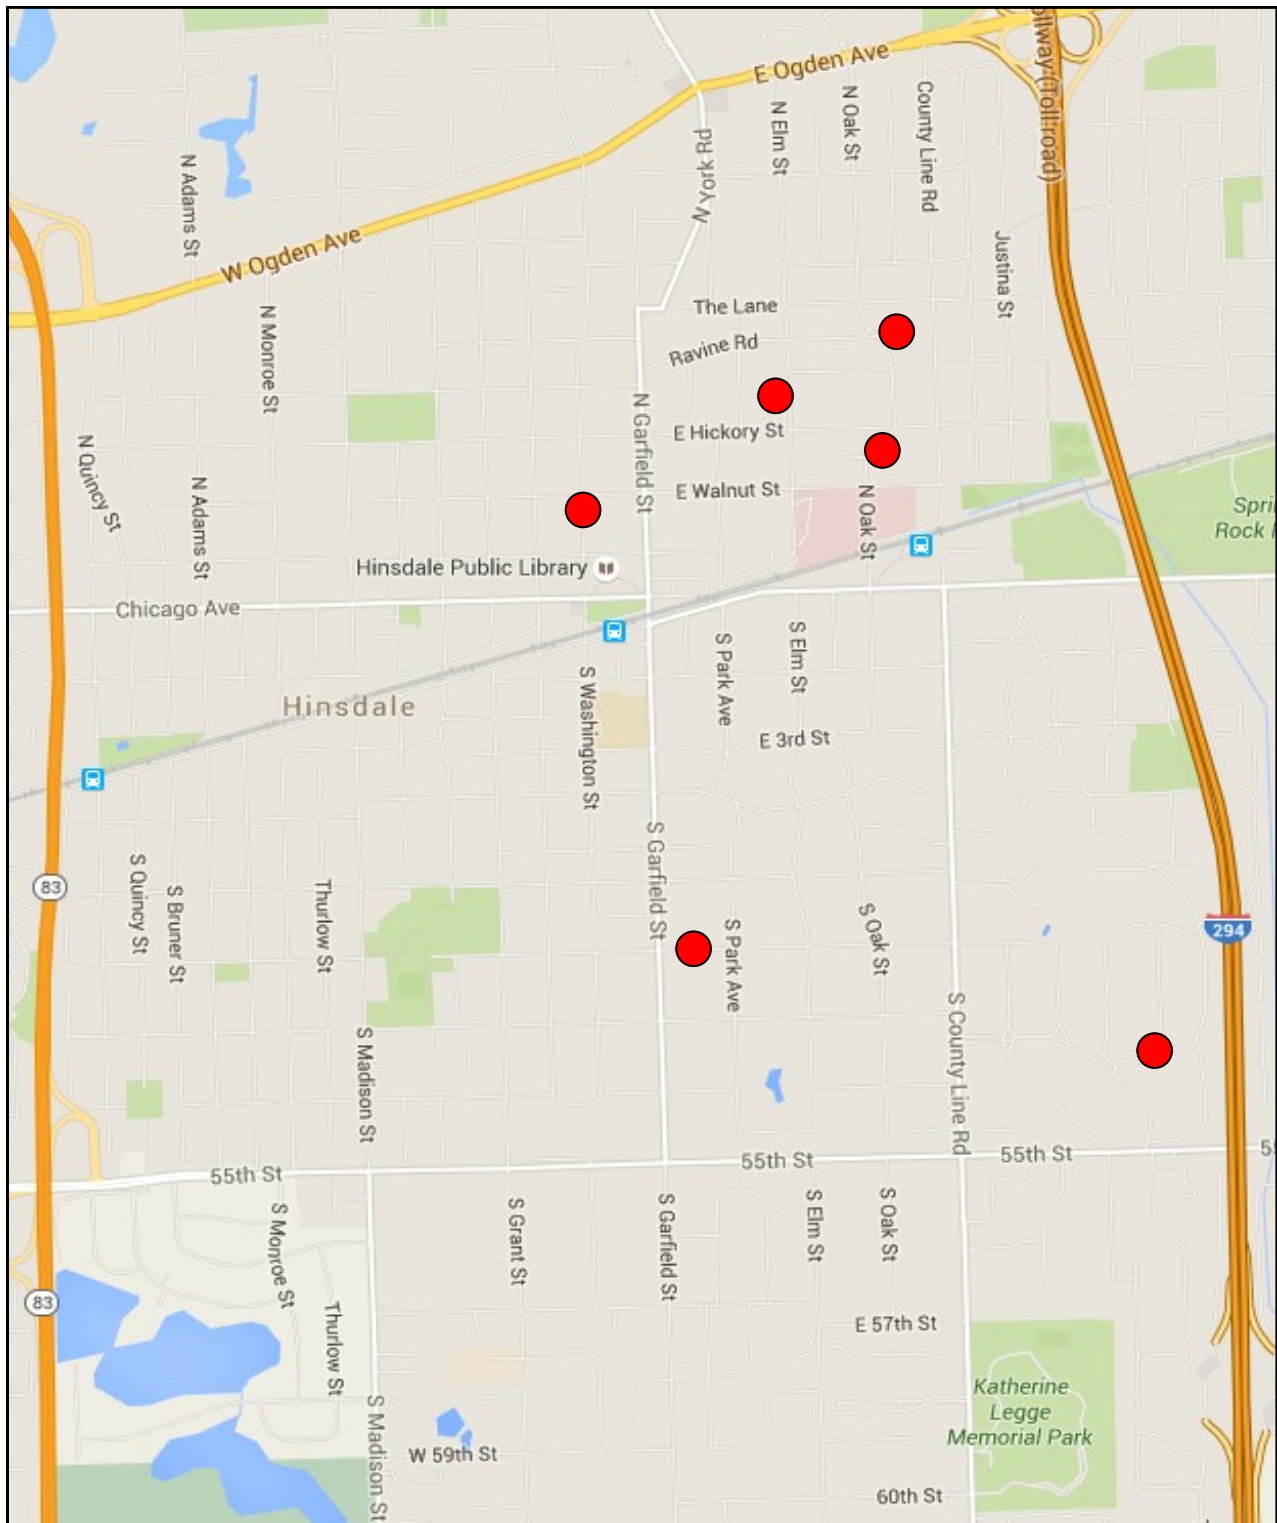 ollway (Toll road)
E Ogden Ave
N Elm St
N Oak St
County Line Rd
N York Rd
N Adams St
W Ogden Ave
Justina St
The Lane
N Monroe St
Ravine Rd
N Garfield St
E Hickory St
N Quincy St
N Adams St
E Walnut St
N Oak St
Spri
Rock
Hinsdale Public Library
Chicago Ave
S Elm St
S Park Ave
S Washington St
Hinsdale
E 3rd St
S Garfield St
83
S Quincy St
S Bruner St
Thurlow St
S Oak St
S Park Ave
294
S County Line Rd
S Madison St
55th St
55th St
55th St
5
S Monroe St
S Grant St
S Garfield St
S Elm St
S Oak St
83
Thurlow St
E 57th St
Katherine
Legge
Memorial Park
S Madison St
W 59th St
60th St